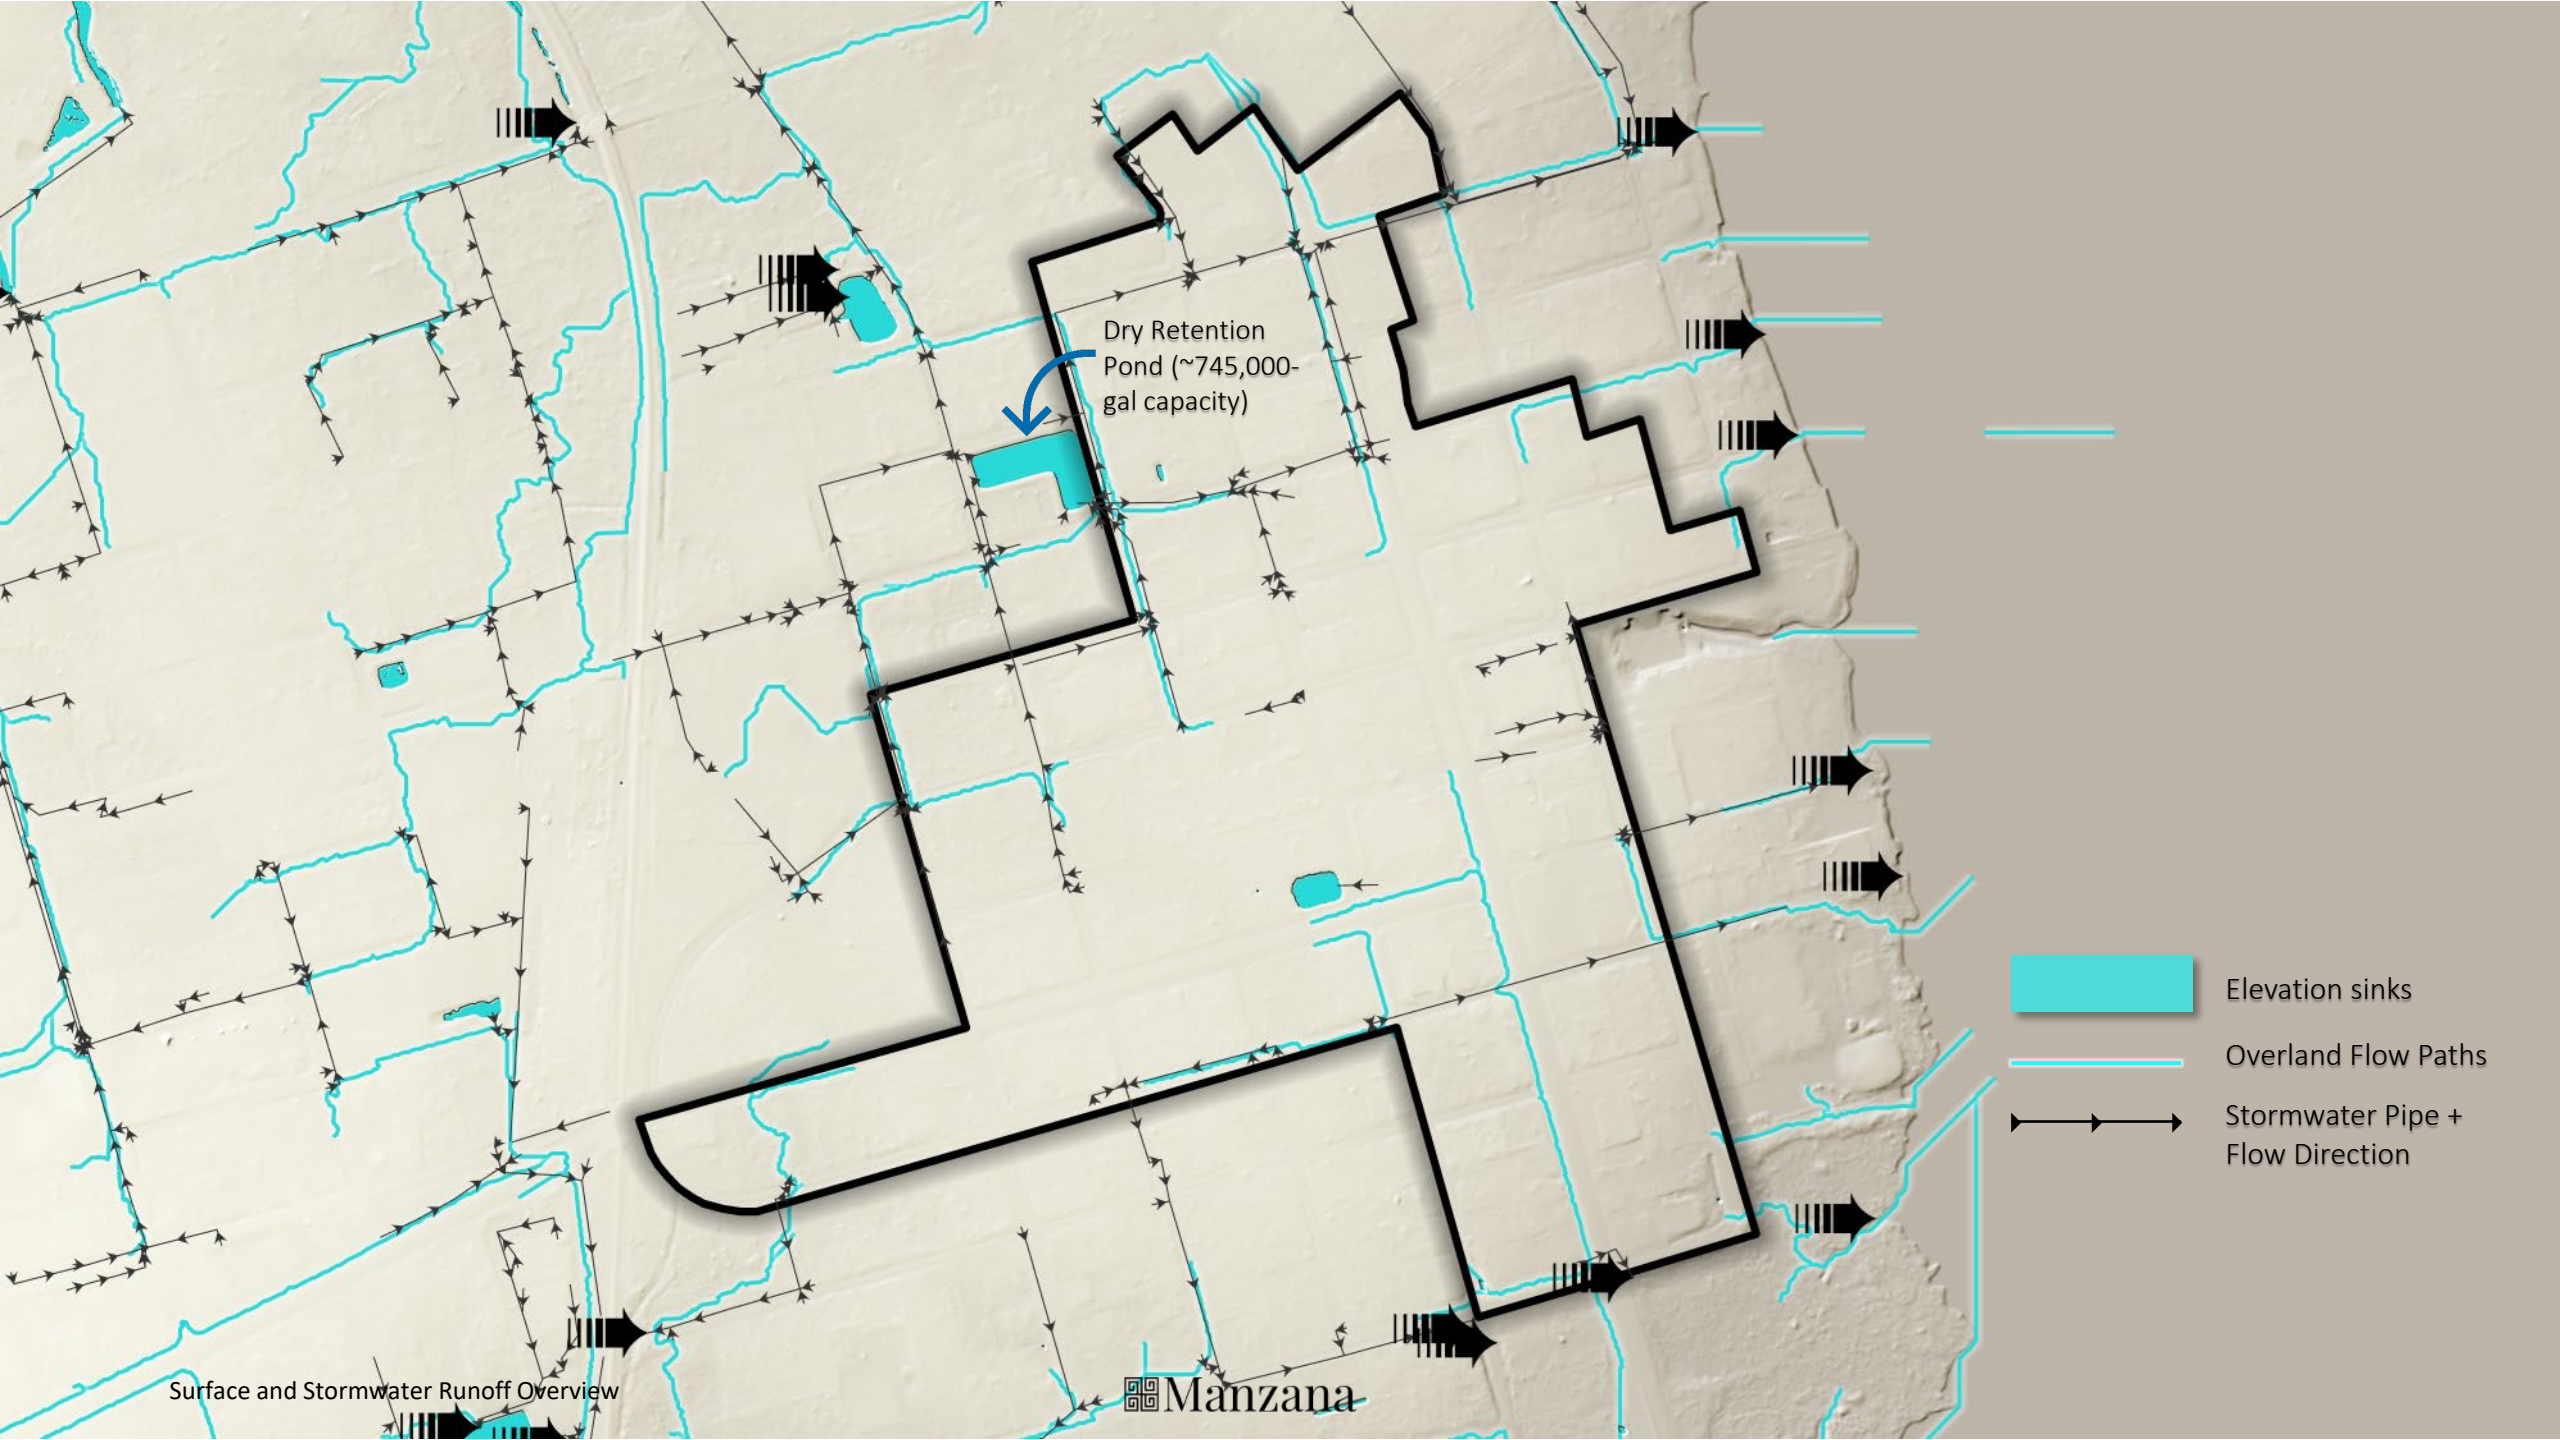 Dry Retention
Pond (~745,000-
gal capacity)
Elevation sinks
Overland Flow Paths
Stormwater Pipe +
Flow Direction
Surface and Stormwater Runoff Overview
Manzana